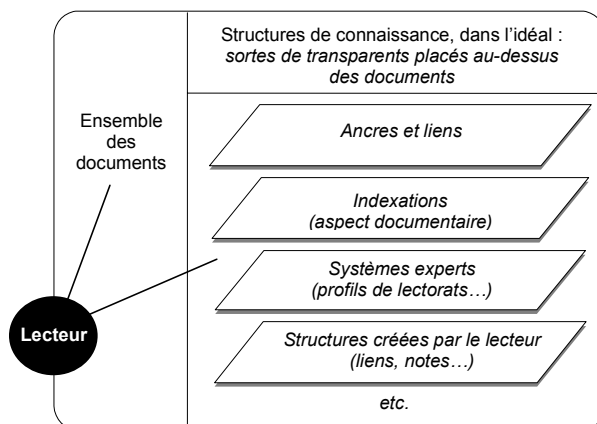 Structures de connaissance, dans l’idéal :
sortes de transparents placés au-dessus
des documents
Ensemble
des
documents
Ancres et liens
Indexations
(aspect documentaire)
Systèmes experts
(profils de lectorats…)
Lecteur
Structures créées par le lecteur
(liens, notes…)
etc.